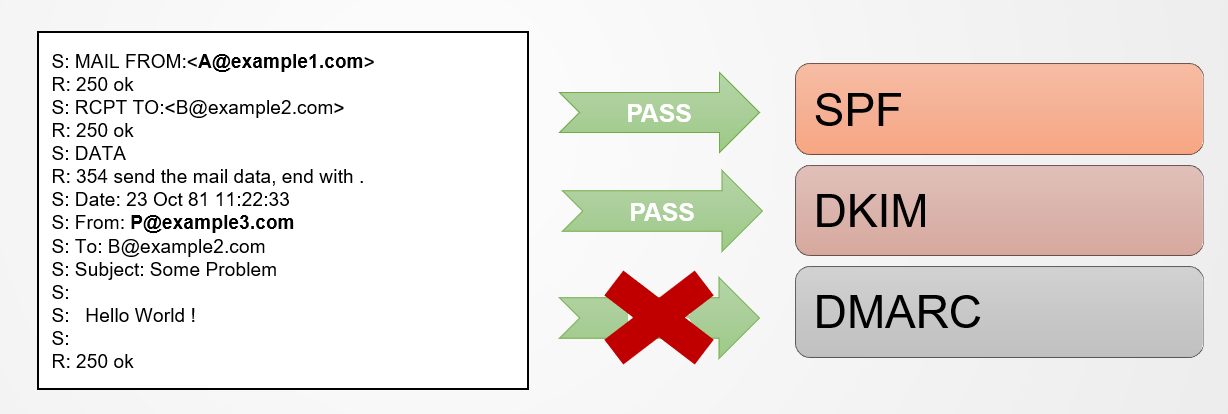 S: MAIL FROM:<A@example1.com>
R: 250 ok
S: RCPT TO:<B@example2.com>
R: 250 ok
S: DATA
R: 354 send the mail data, end with .
S: Date: 23 Oct 81 11:22:33
S: From: P@example3.com
S: To: B@example2.com
S: Subject: Some Problem
S:
S:   Hello World !
S:
R: 250 ok
PASS
SPF
PASS
DKIM
DMARC